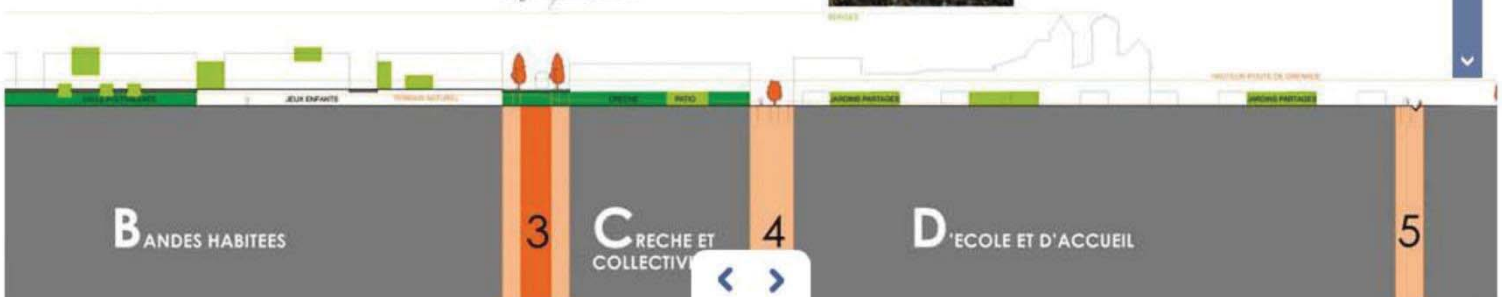 BERGES
HAUTEUR ROUTE DE GRENADE
JEUX ENFANTS
TERRAIN NATUREL
CRECHE
PATIO
JARDINS PARTAGES
JARDINS PARTAGES
BANDES HABITEES
3
CRECHE ET
COLLECTIVI
4
D'ECOLE ET D'ACCUEIL
5